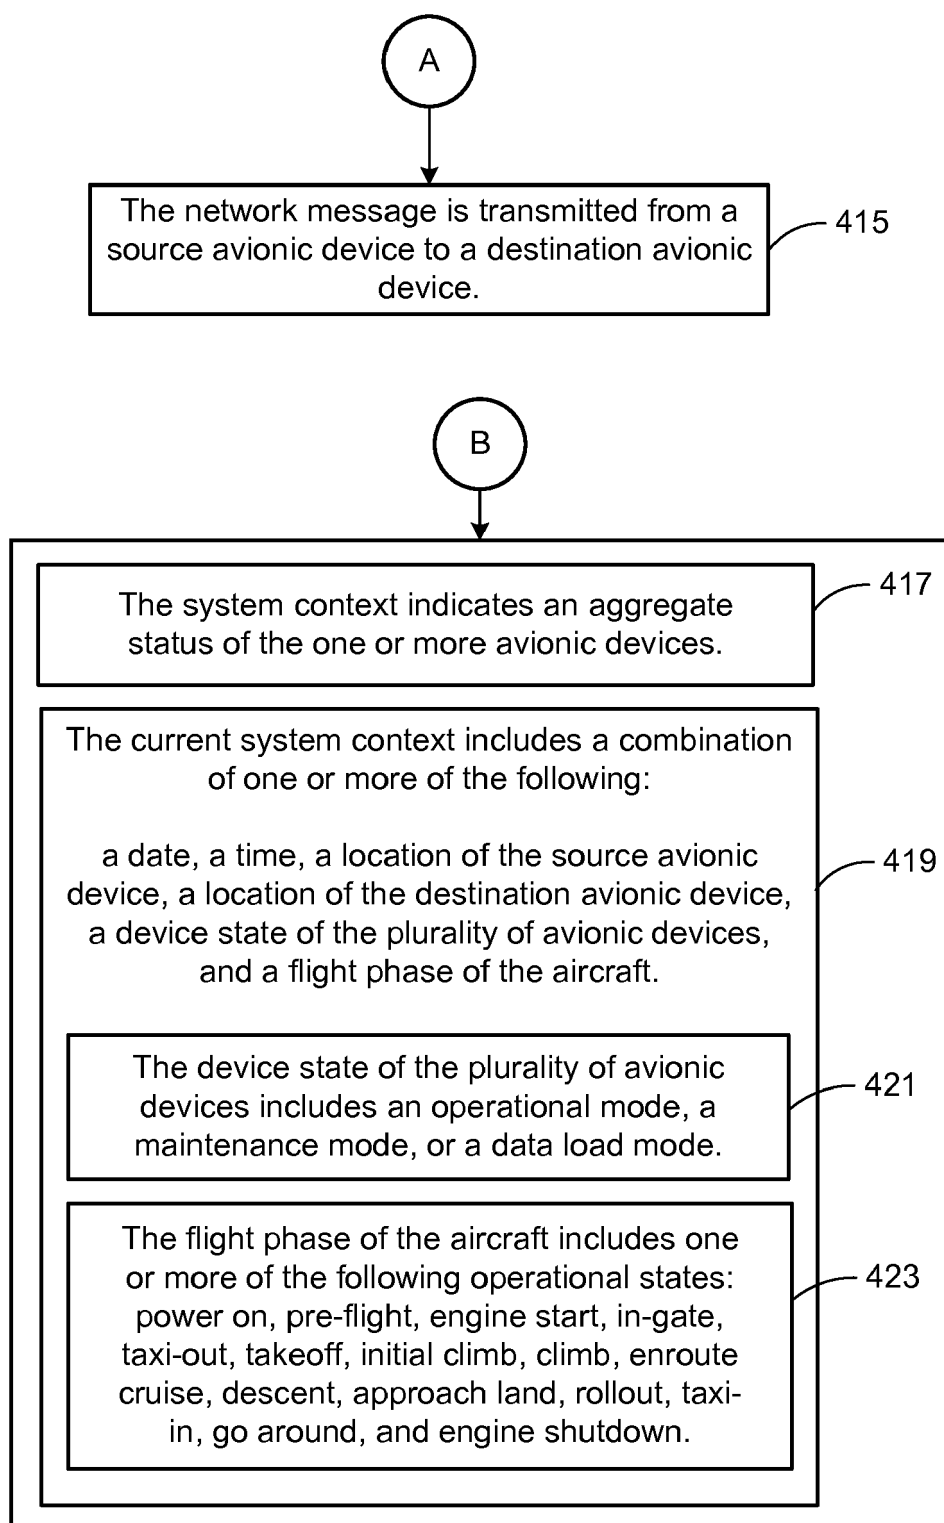 A
The network message is transmitted from a
source avionic device to a destination avionic
device.
415
B
The system context indicates an aggregate
status of the one or more avionic devices.
417
The current system context includes a combination
of one or more of the following:
a date, a time, a location of the source avionic
device, a location of the destination avionic device,
a device state of the plurality of avionic devices,
and a flight phase of the aircraft.
419
The device state of the plurality of avionic
devices includes an operational mode, a
maintenance mode, or a data load mode.
421
The flight phase of the aircraft includes one
or more of the following operational states:
power on, pre-flight, engine start, in-gate,
taxi-out, takeoff, initial climb, climb, enroute
cruise, descent, approach land, rollout, taxi-
in, go around, and engine shutdown.
423